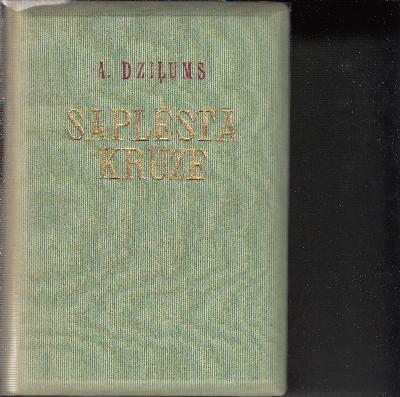 A. DZIĻUMS
SAPLĒSTĀ
KRŪZE